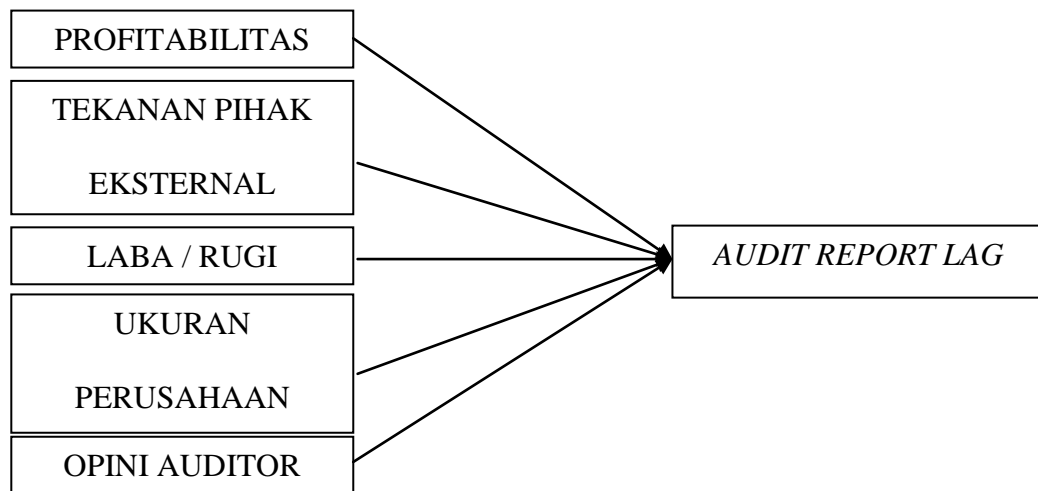 PROFITABILITAS
TEKANAN PIHAK
EKSTERNAL
LABA / RUGI
UKURAN
PERUSAHAAN
OPINI AUDITOR
AUDIT REPORT LAG